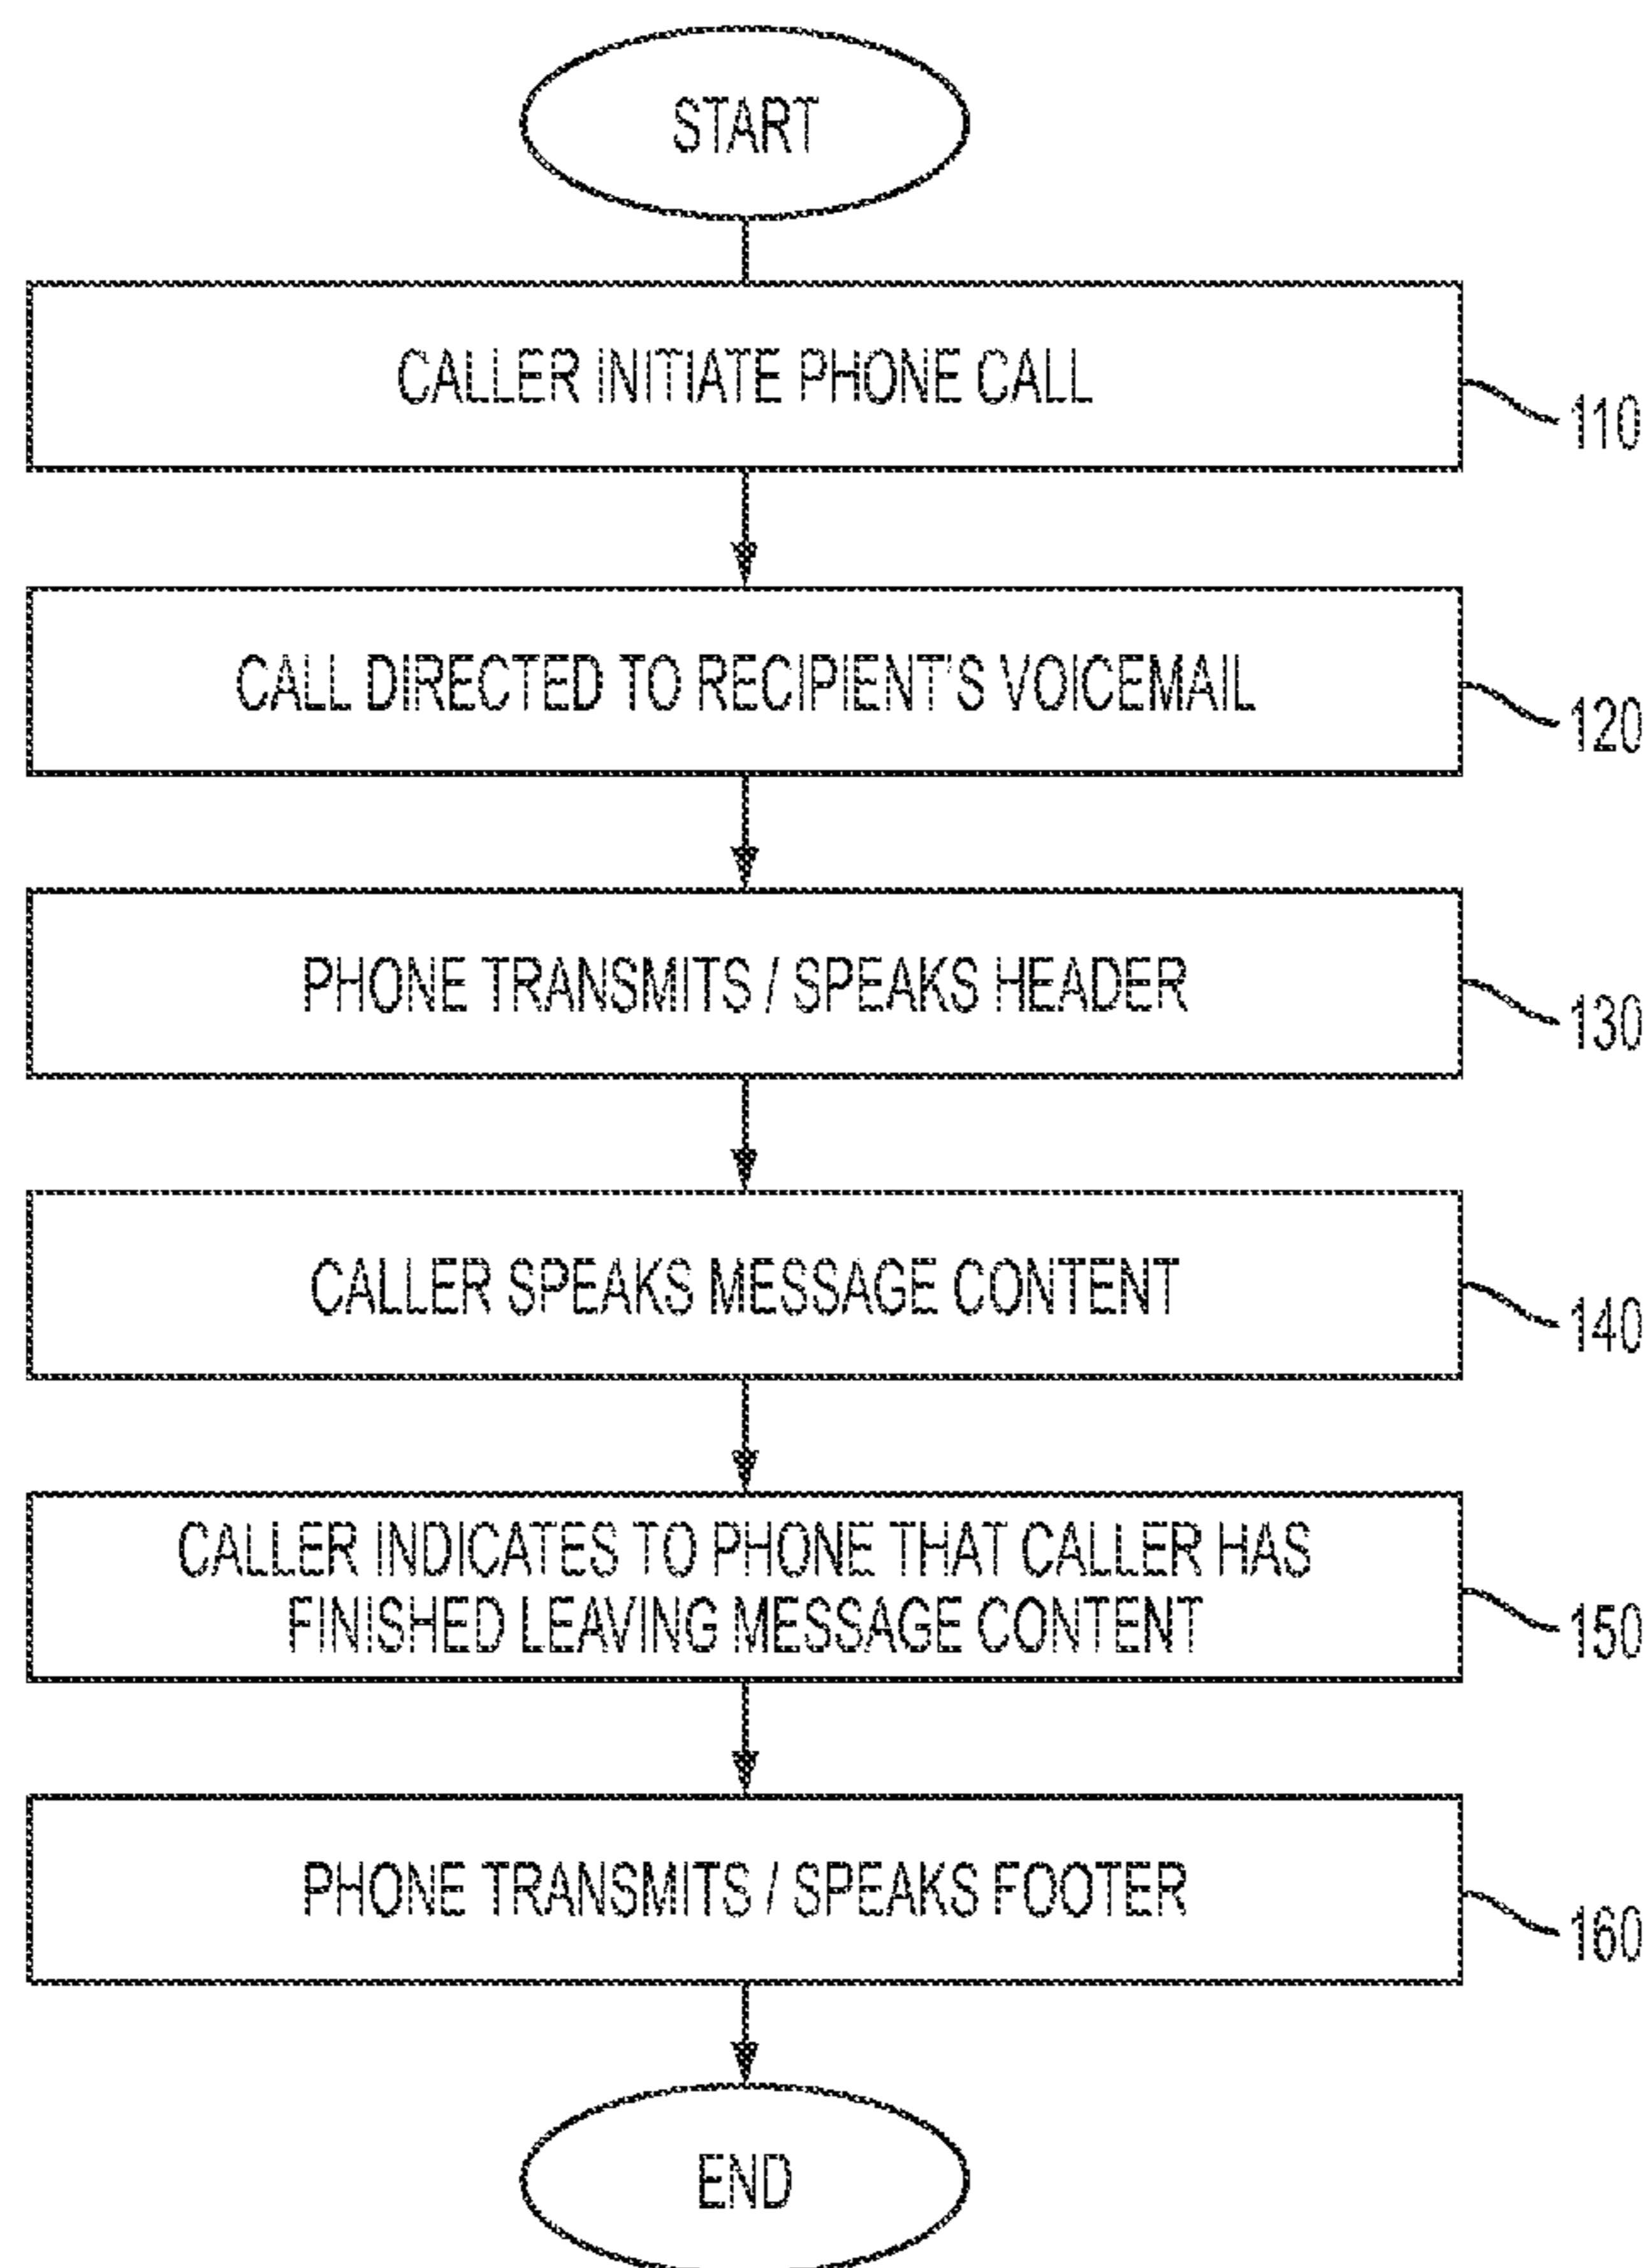 START
CALLER INITIATE PHONE CALL
110
CALL DIRECTED TO RECIPIENT'S VOICEMAIL
120
PHONE TRANSMITS / SPEAKS HEADER
130
CALLER SPEAKS MESSAGE CONTENT
140
CALLER INDICATES TO PHONE THAT CALLER HAS
FINISHED LEAVING MESSAGE CONTENT
150
PHONE TRANSMITS / SPEAKS FOOTER
160
END